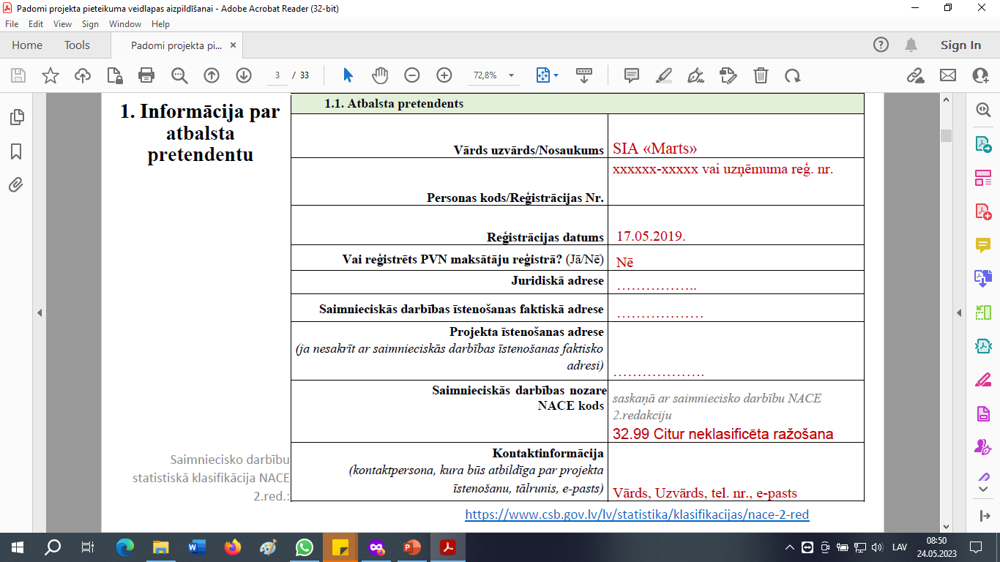 Padomi projekta pieteikuma veidlapas aizpildīšanai - Adobe Acrobat Reader (32-bit)
File Edit View Sign Window Help
Home Tools Padomi projekta pi... × Sign In
3 / 33 72,8%
1. Informācija par
atbalsta
pretendentu
1.1. Atbalsta pretendents
Vārds uzvārds/Nosaukums SIA «Marts»
xxxxxx-xxxxx vai uzņēmuma reģ. nr.
Personas kods/Reģistrācijas Nr.
Reģistrācijas datums 17.05.2019.
Vai reģistrēts PVN maksātāju reģistrā? (Jā/Nē) Nē
Juridiskā adrese ……………..
Saimnieciskās darbības īstenošanas faktiskā adrese ………………
Projekta īstenošanas adrese
(ja nesakrīt ar saimnieciskās darbības īstenošanas faktisko
adresi) ……………….
Saimnieciskās darbības nozare
NACE kods
saskaņā ar saimniecisko darbību NACE
2.redakciju
32.99 Citur neklasificēta ražošana
Kontaktinformācija
(kontaktpersona, kura būs atbildīga par projekta
īstenošanu, tālrunis, e-pasts) Vārds, Uzvārds, tel. nr., e-pasts
Saimniecisko darbību
statistiskā klasifikācija NACE
2.red.:
https://www.csb.gov.lv/lv/statistika/klasifikacijas/nace-2-red
LAV
08:50
24.05.2023